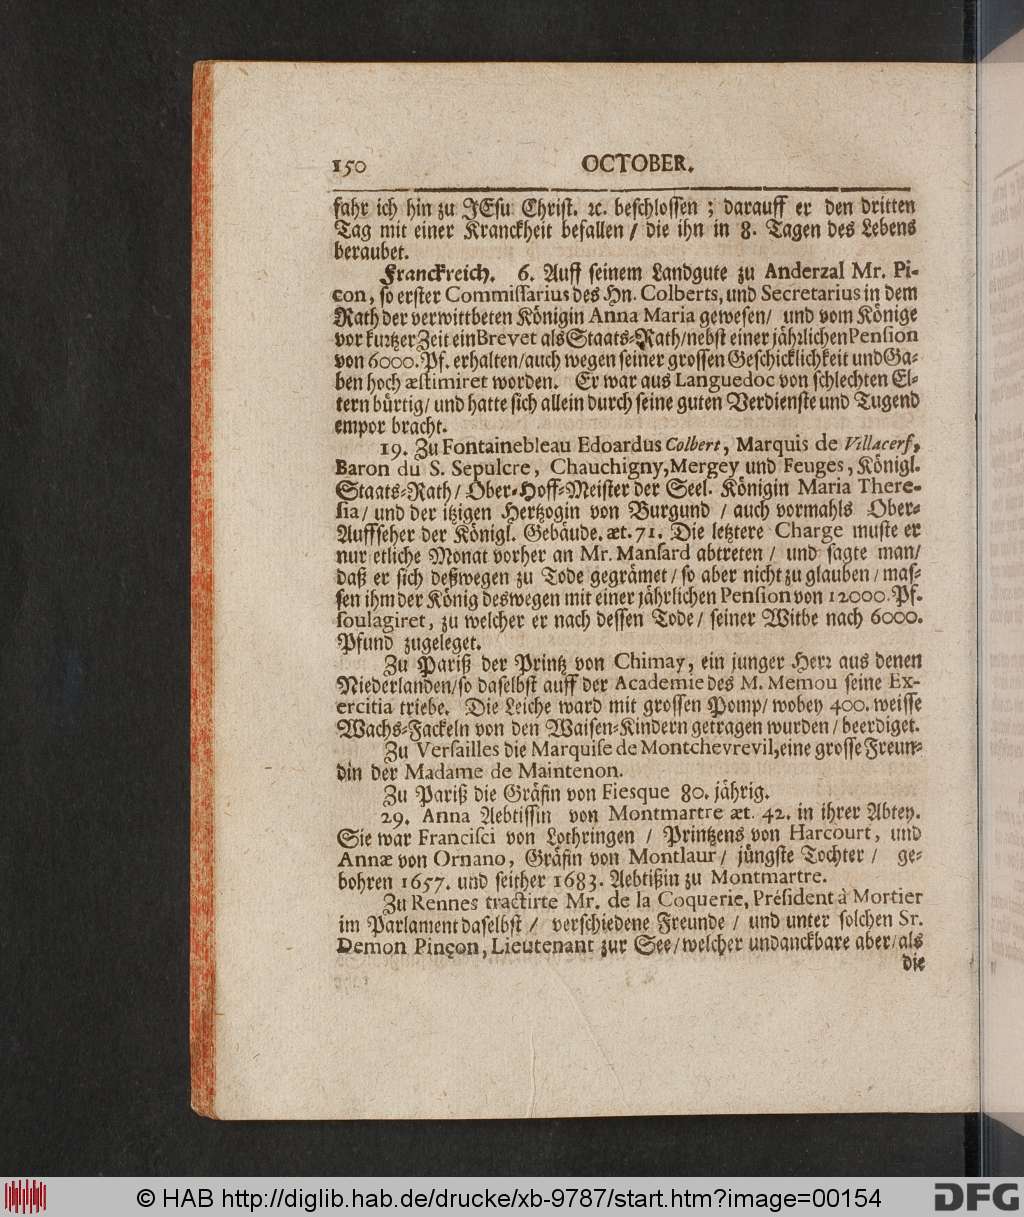 150 OCTOBER.
fahr ich hin zu JEsu Christ. ꝛc. beschlossen ; darauff er den dritten
Tag mit einer Kranckheit befallen / die ihn in 8. Tagen des Lebens
beraubet.
Franckreich. 6. Auff seinem Landgute zu Anderzal Mr. Pi-
con, so erster Commissarius des Hn. Colberts, und Secretarius in dem
Rath der verwittbeten Königin Anna Maria gewesen / und vom Könige
vor kurtzer Zeit ein Brevet als Staats-Rath / nebst einer jährlichen Pension
von 6000. Pf. erhalten / auch wegen seiner grossen Geschicklichkeit und Ga-
ben hoch æstimiret worden. Er war aus Languedoc von schlechten El-
tern bürtig / und hatte sich allein durch seine guten Verdienste und Tugend
empor bracht.
19. Zu Fontainebleau Edoardus Colbert, Marquis de Villacerf,
Baron du S. Sepulcre, Chauchigny, Mergey und Feuges, Königl.
Staats-Rath / Ober-Hoff-Meister der Seel. Königin Maria There-
sia / und der itzigen Hertzogin von Burgund / auch vormahls Ober-
Auffseher der Königl. Gebäude. æt. 71. Die letztere Charge muste er
nur etliche Monat vorher an Mr. Mansard abtreten / und sagte man /
daß er sich deßwegen zu Tode gegrämet / so aber nicht zu glauben / mas-
sen ihm der König deswegen mit einer jährlichen Pension von 12000. Pf.
soulagiret, zu welcher er nach dessen Tode / seiner Witbe nach 6000.
Pfund zugeleget.
Zu Pariß der Printz von Chimay, ein junger Herr aus denen
Niederlanden / so daselbst auff der Academie des M. Memou seine Ex-
ercitia triebe. Die Leiche ward mit grossen Pomp / wobey 400. weisse
Wachs-Fackeln von den Waisen-Kindern getragen wurden / beerdiget.
Zu Versailles die Marquise de Montchevrevil, eine grosse Freun-
din der Madame de Maintenon.
Zu Pariß die Gräfin von Fiesque 80. jährig.
29. Anna Aebtissin von Montmartre æt. 42. in ihrer Abtey.
Sie war Francisci von Lothringen / Printzens von Harcourt, und
Annæ von Ornano, Gräfin von Montlaur / jüngste Tochter / ge-
bohren 1657. und seither 1683. Aebtißin zu Montmartre.
Zu Rennes tractirte Mr. de la Coquerie, Président à Mortier
im Parlament daselbst / verschiedene Freunde / und unter solchen Sr.
Demon Pinçon, Lieutenant zur See / welcher undanckbare aber / als
die
© HAB http://diglib.hab.de/drucke/xb-9787/start.htm?image=00154
DFG